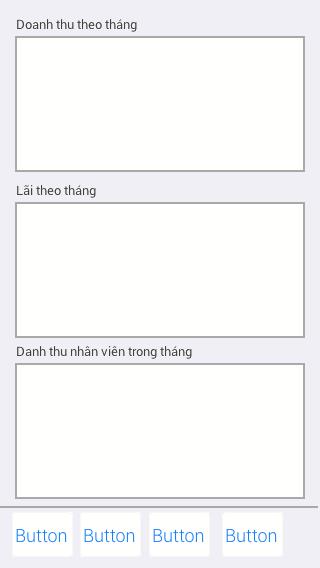 Doanh thu theo tháng
Lãi theo tháng
Danh thu nhân viên trong tháng
Button Button Button Button